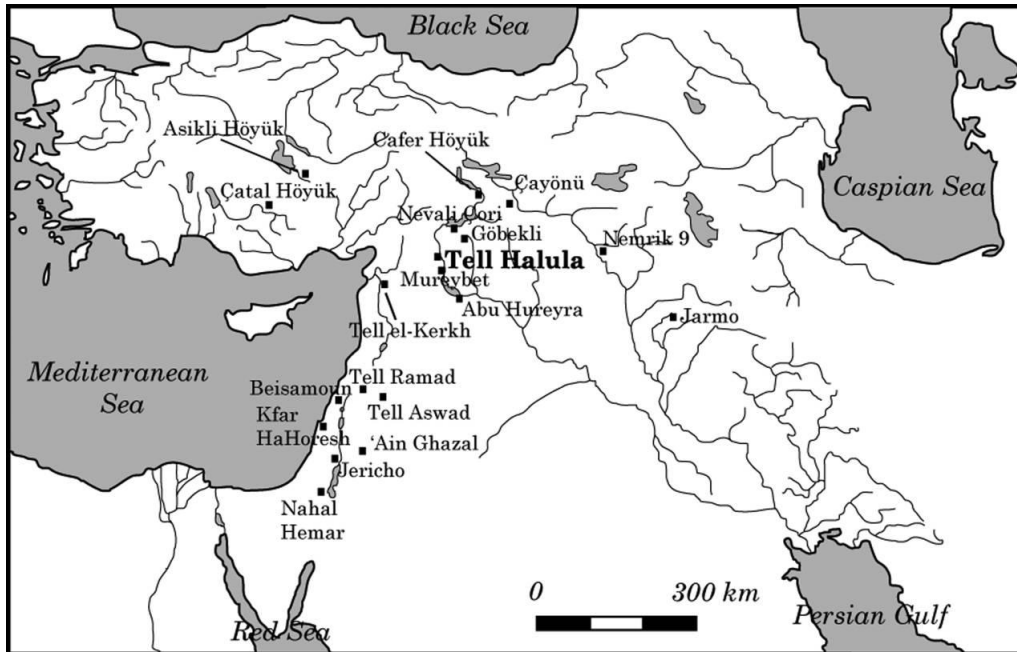 Black Sea
Asikli Höyük
Cafer Höyük
Çatal Höyük
Çayönü
Caspian Sea
Nevali Çori
Göbekli
Nemrik 9
Tell Halula
Mureybet
Abu Hureyra
Jarmo
Tell el-Kerkh
Mediterranean
Sea
Tell Ramad
Beisamoun
Tell Aswad
Kfar
HaHoresh
'Ain Ghazal
Jericho
Nahal
Hemar
0 300 km
Persian Gulf
Red Sea